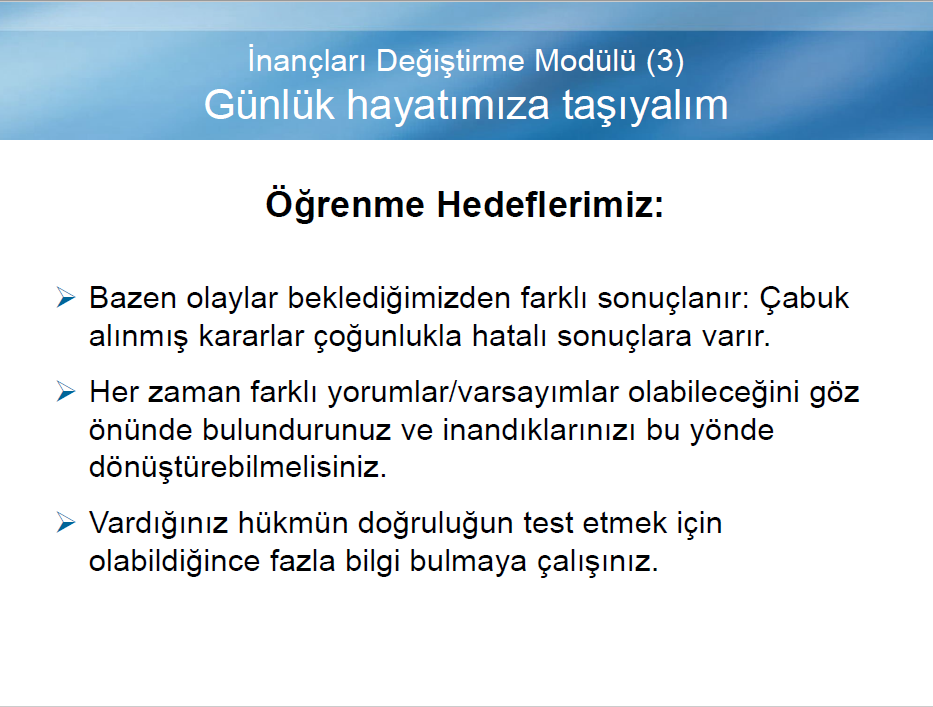 İnançları Değiştirme Modülü (3)
Günlük hayatımıza taşıyalım
Öğrenme Hedeflerimiz:
Bazen olaylar beklediğimizden farklı sonuçlanır: Çabuk
alınmış kararlar çoğunlukla hatalı sonuçlara varır.
Her zaman farklı yorumlar/varsayımlar olabileceğini göz
önünde bulundurunuz ve inandıklarınızı bu yönde
dönüştürebilmelisiniz.
Vardığınız hükmün doğruluğun test etmek için
olabildiğince fazla bilgi bulmaya çalışınız.